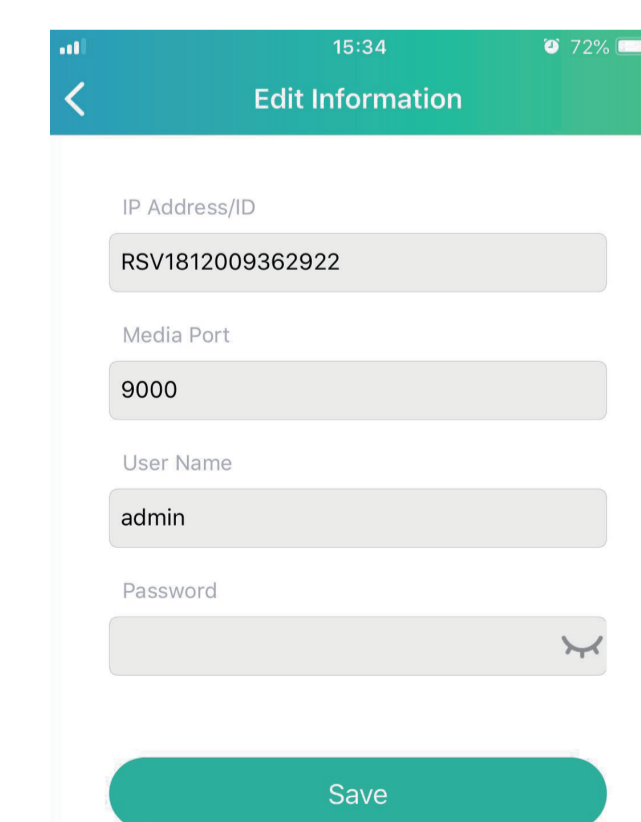 15:34
72%
Edit Information
IP Address/ID
RSV1812009362922
Media Port
9000
User Name
admin
Password
Save